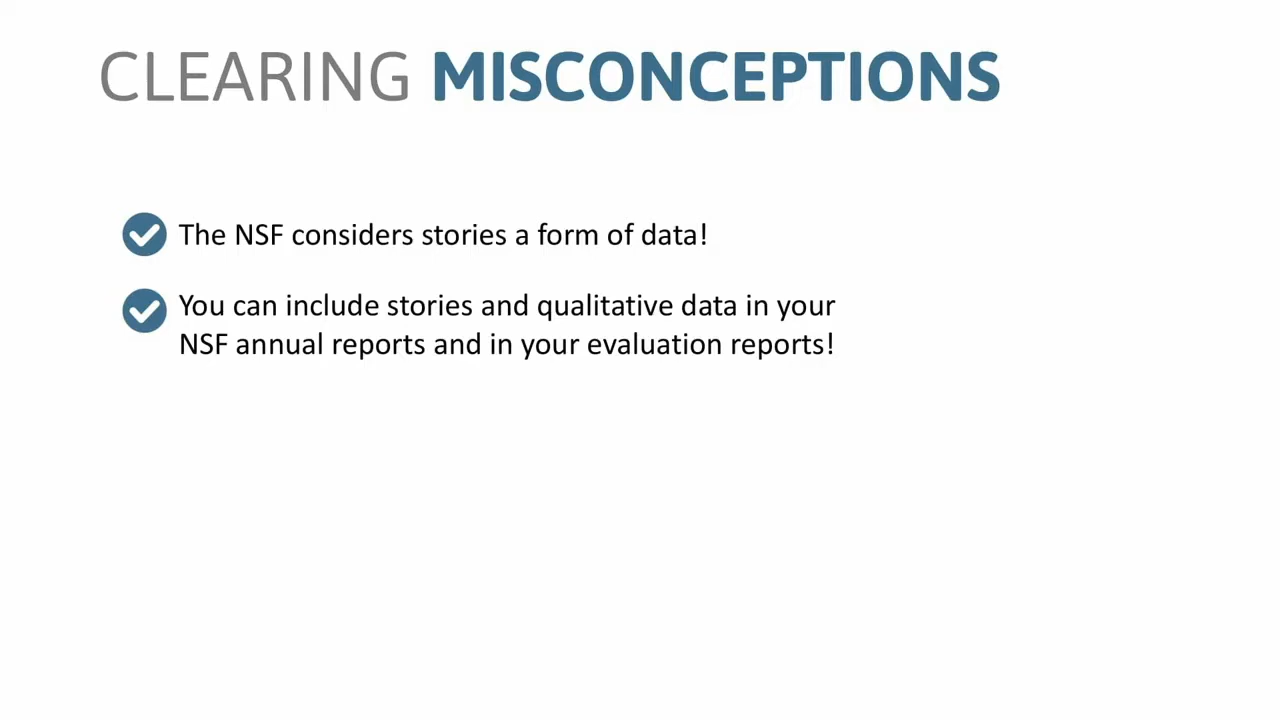 CLEARING MISCONCEPTIONS
The NSF considers stories a form of data!
You can include stories and qualitative data in your
NSF annual reports and in your evaluation reports!